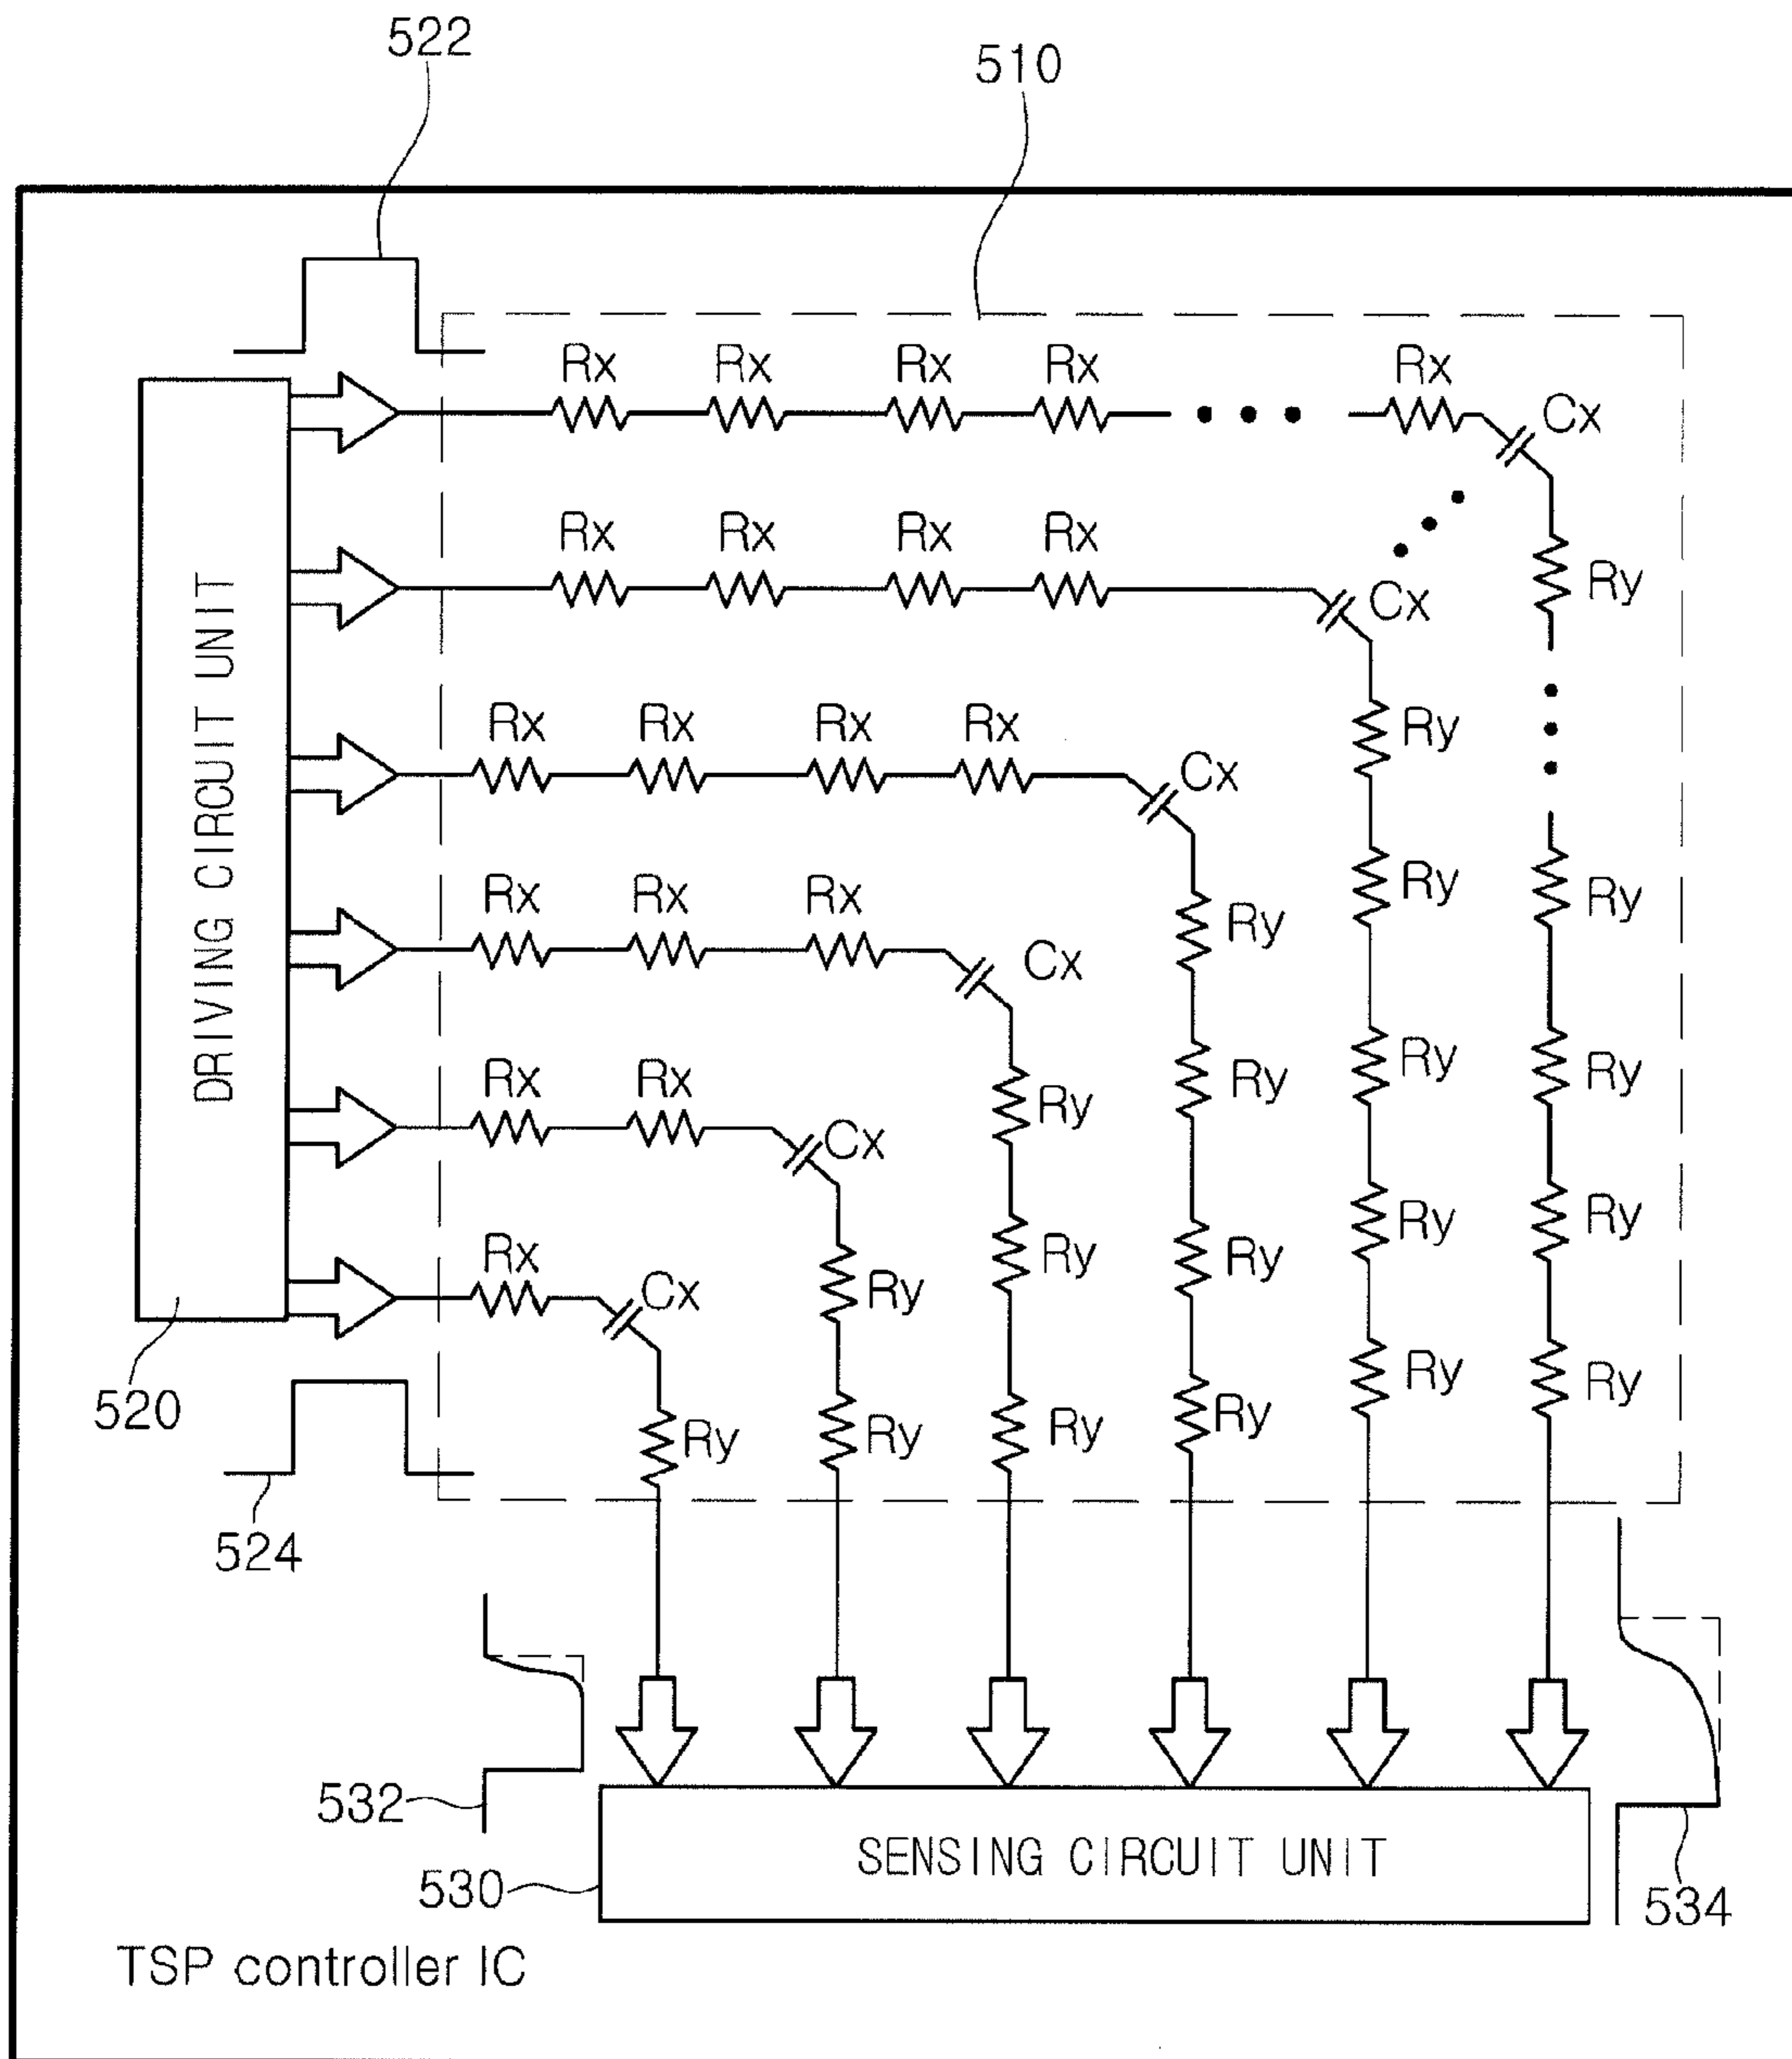 522
510
Rx Rx Rx Rx Rx Cx
Rx Rx Rx Rx Cx Ry
Rx Rx Rx Rx Cx Ry
Rx Rx Rx Cx Ry Ry Ry
Rx Rx Cx Ry Ry Ry Ry
Rx Cx Ry Ry Ry Ry Ry
Ry Ry Ry Ry Ry Ry
DRIVING CIRCUIT UNIT
520
524
532
530
SENSING CIRCUIT UNIT
534
TSP controller IC